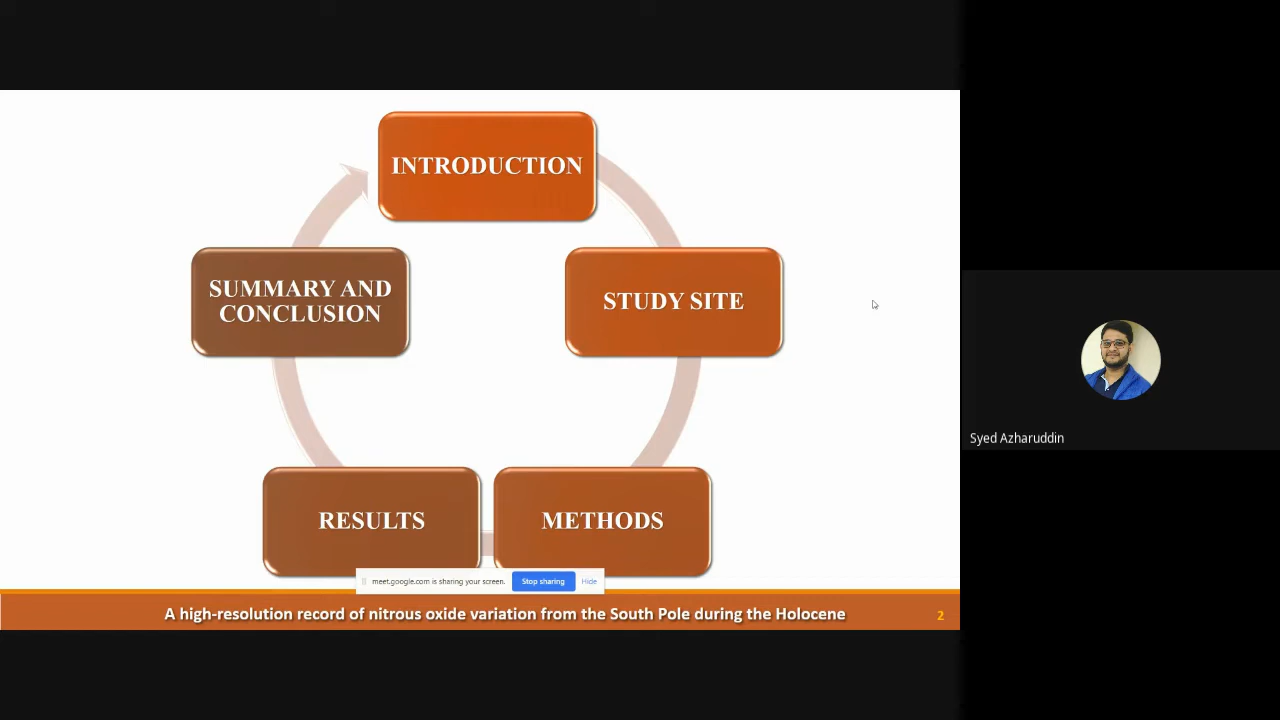 INTRODUCTION
SUMMARY AND
CONCLUSION
STUDY SITE
RESULTS
METHODS
meet.google.com is sharing your screen.
Stop sharing
Hide
A high-resolution record of nitrous oxide variation from the South Pole during the Holocene
2
Syed Azharuddin